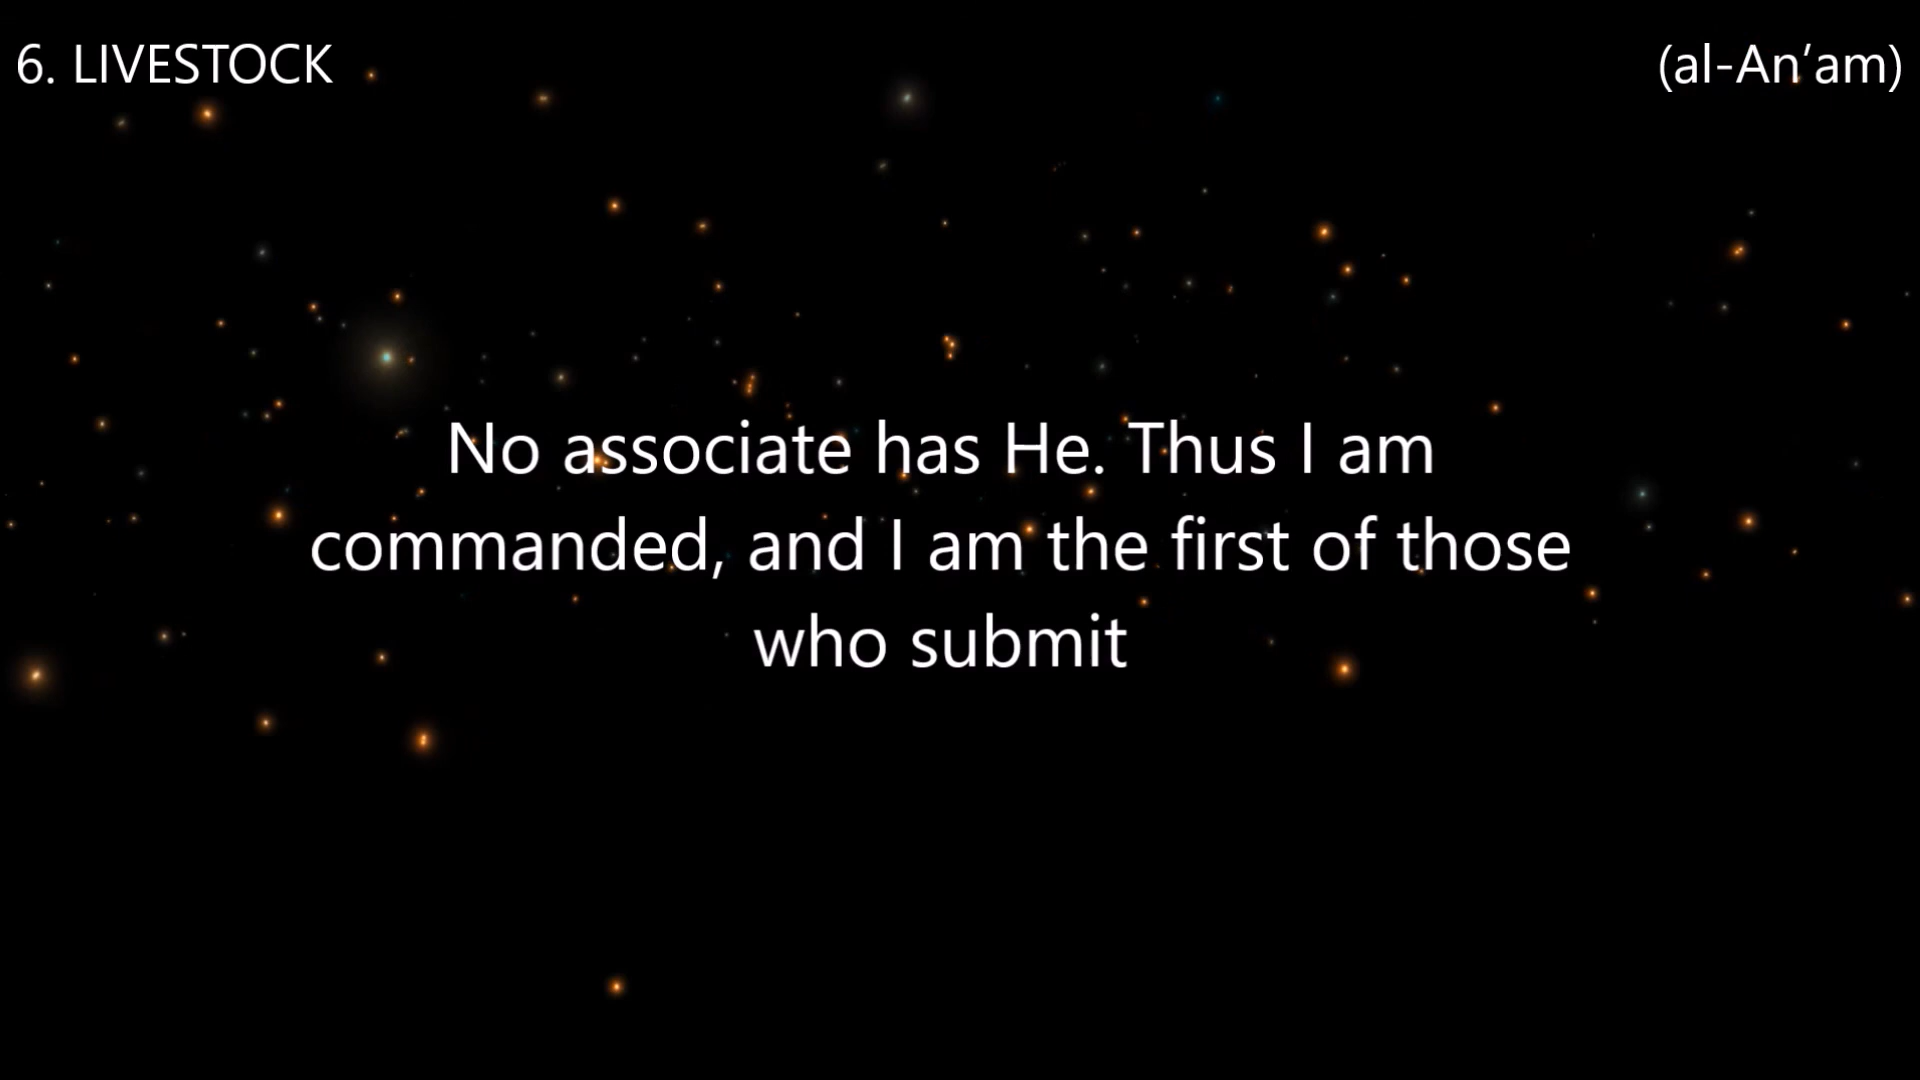 6. LIVESTOCK
(al-An’am)
No associate has He. Thus I am
commanded, and I am the first of those
who submit